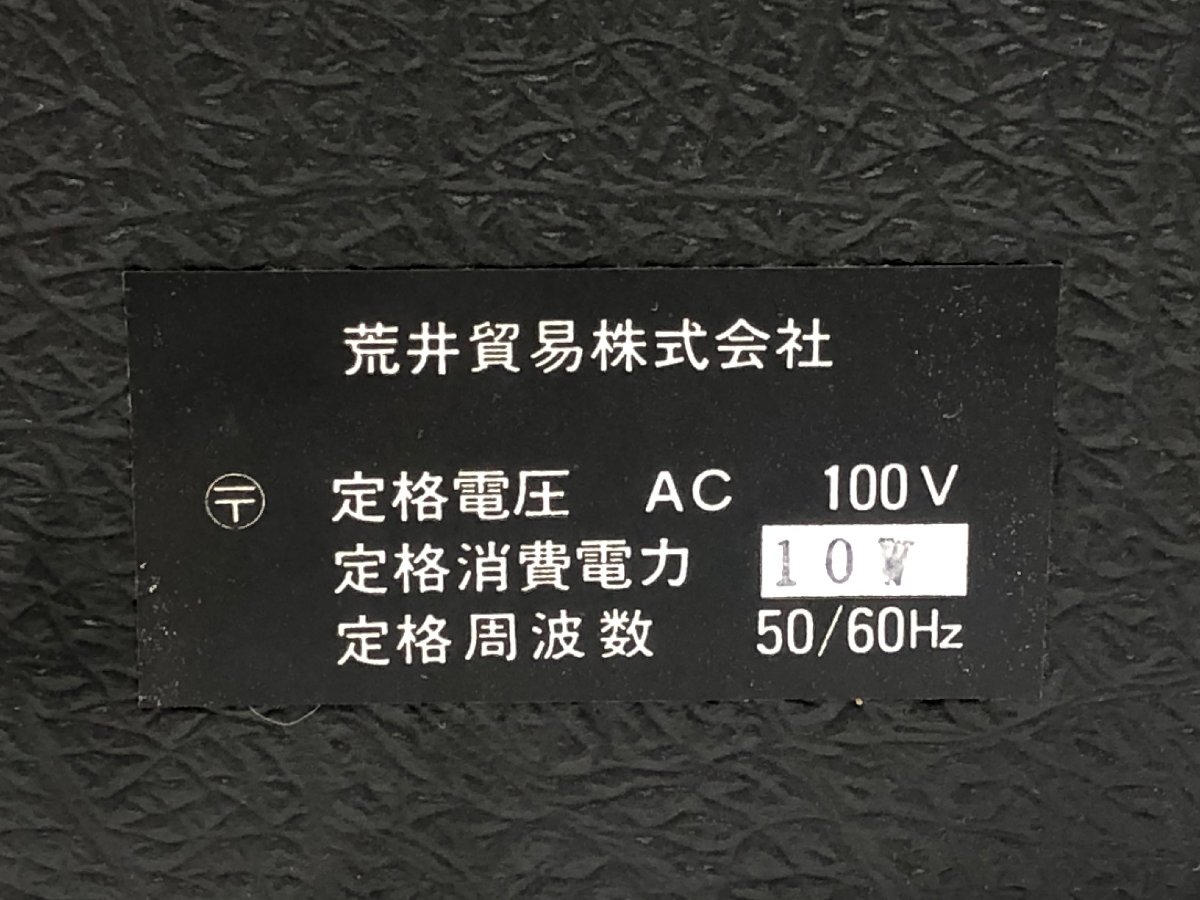 荒井貿易株式会社
〒 定格電圧 AC 100V
定格消費電力 10W
定格周波数 50/60Hz